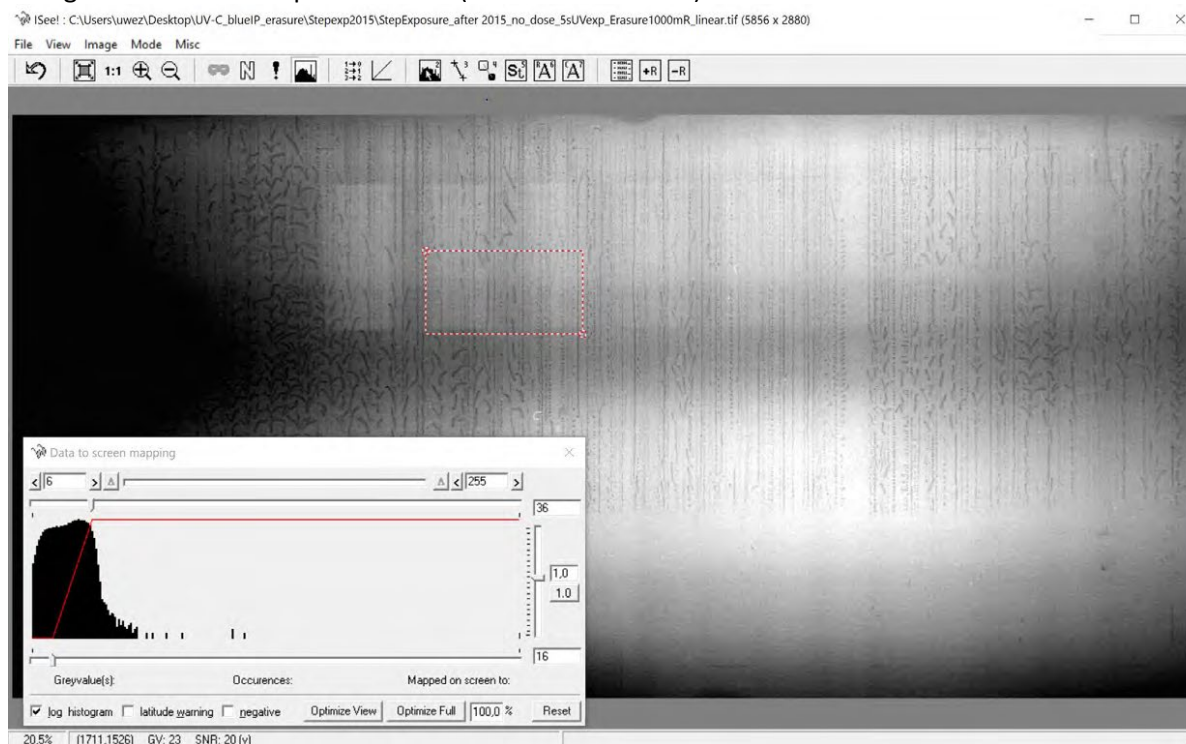 ISee! : C:\Users\uwez\Desktop\UV-C_blueIP_erasure\Stepexp2015\StepExposure_after 2015_no_dose_5sUVexp_Erasure1000mR_linear.tif (5856 x 2880)
File View Image Mode Misc
1:1 N ! St A A +R -R
Data to screen mapping
< 6 > A A < 255 >
36
1,0
1.0
16
Greyvalue(s): Occurences: Mapped on screen to:
log histogram latitude warning negative Optimize View Optimize Full 100,0 % Reset
20.5% (1711,1526) GV: 23 SNR: 20 (v)